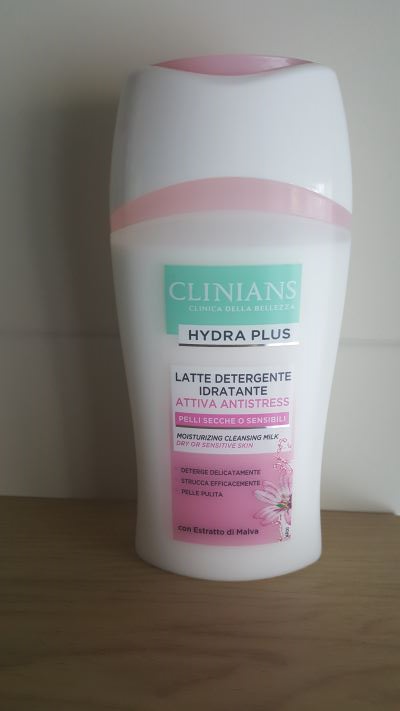 CLINIANS
CLINICA DELLA BELLEZZA
HYDRA PLUS
LATTE DETERGENTE
IDRATANTE
ATTIVA ANTISTRESS
PELLI SECCHE O SENSIBILI
MOISTURIZING CLEANSING MILK
DRY OR SENSITIVE SKIN
DETERGE DELICATAMENTE
STRUCCA EFFICACEMENTE
PELLE PULITA
con Estratto di Malva